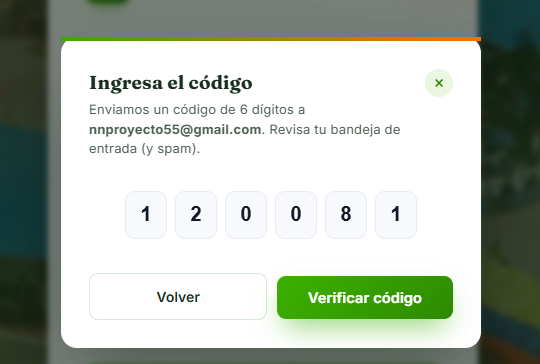 Ingresa el código
×
Enviamos un código de 6 dígitos a
nnproyecto55@gmail.com. Revisa tu bandeja de
entrada (y spam).
1 2 0 0 8 1
Volver
Verificar código